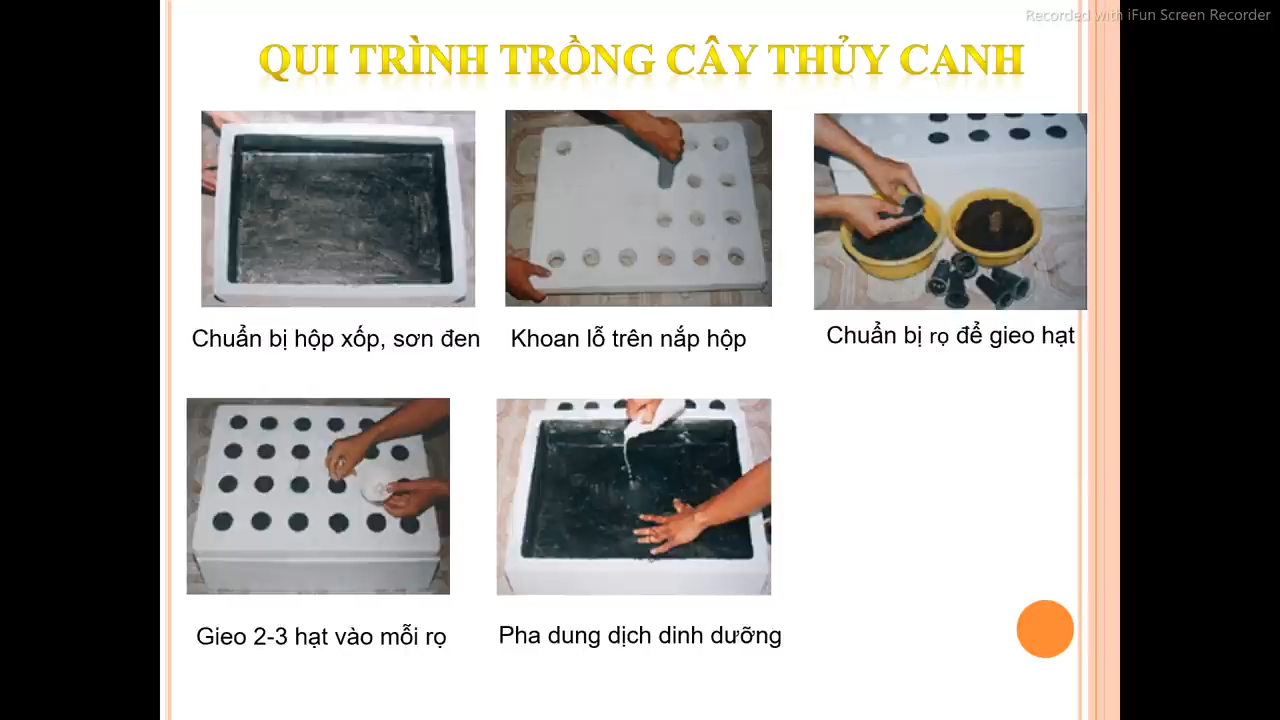 Recorded with iFun Screen Recorder
QUI TRÌNH TRỒNG CÂY THỦY CANH
Chuẩn bị hộp xốp, sơn đen
Khoan lỗ trên nắp hộp
Chuẩn bị rọ để gieo hạt
Gieo 2-3 hạt vào mỗi rọ
Pha dung dịch dinh dưỡng